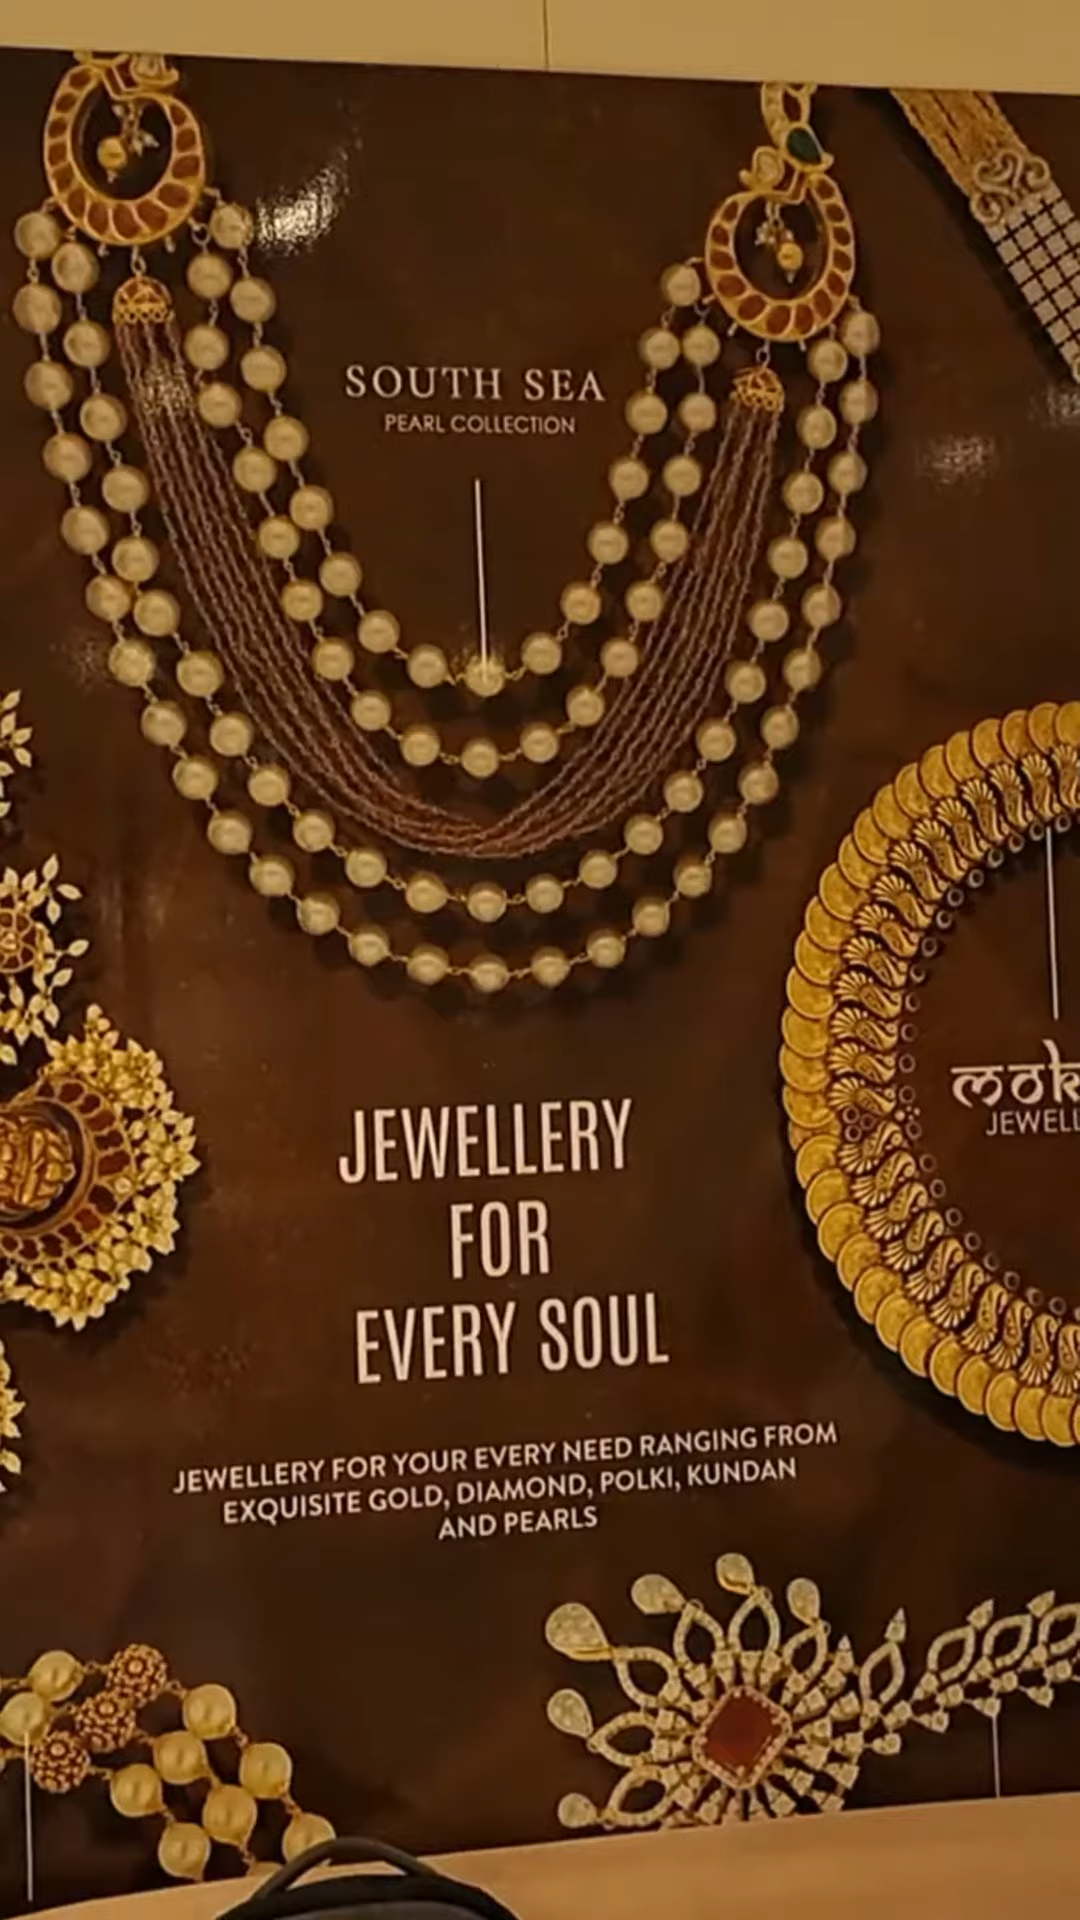 SOUTH SEA
PEARL COLLECTION
JEWELLERY
FOR
EVERY SOUL
JEWELLERY FOR YOUR EVERY NEED RANGING FROM
EXQUISITE GOLD, DIAMOND, POLKI, KUNDAN
AND PEARLS